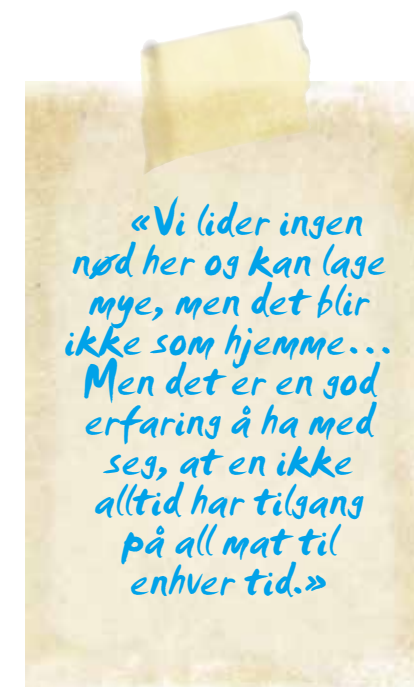 «Vi lider ingen
nød her og kan lage
mye, men det blir
ikke som hjemme...
Men det er en god
erfaring å ha med
seg, at en ikke
alltid har tilgang
på all mat til
enhver tid.»